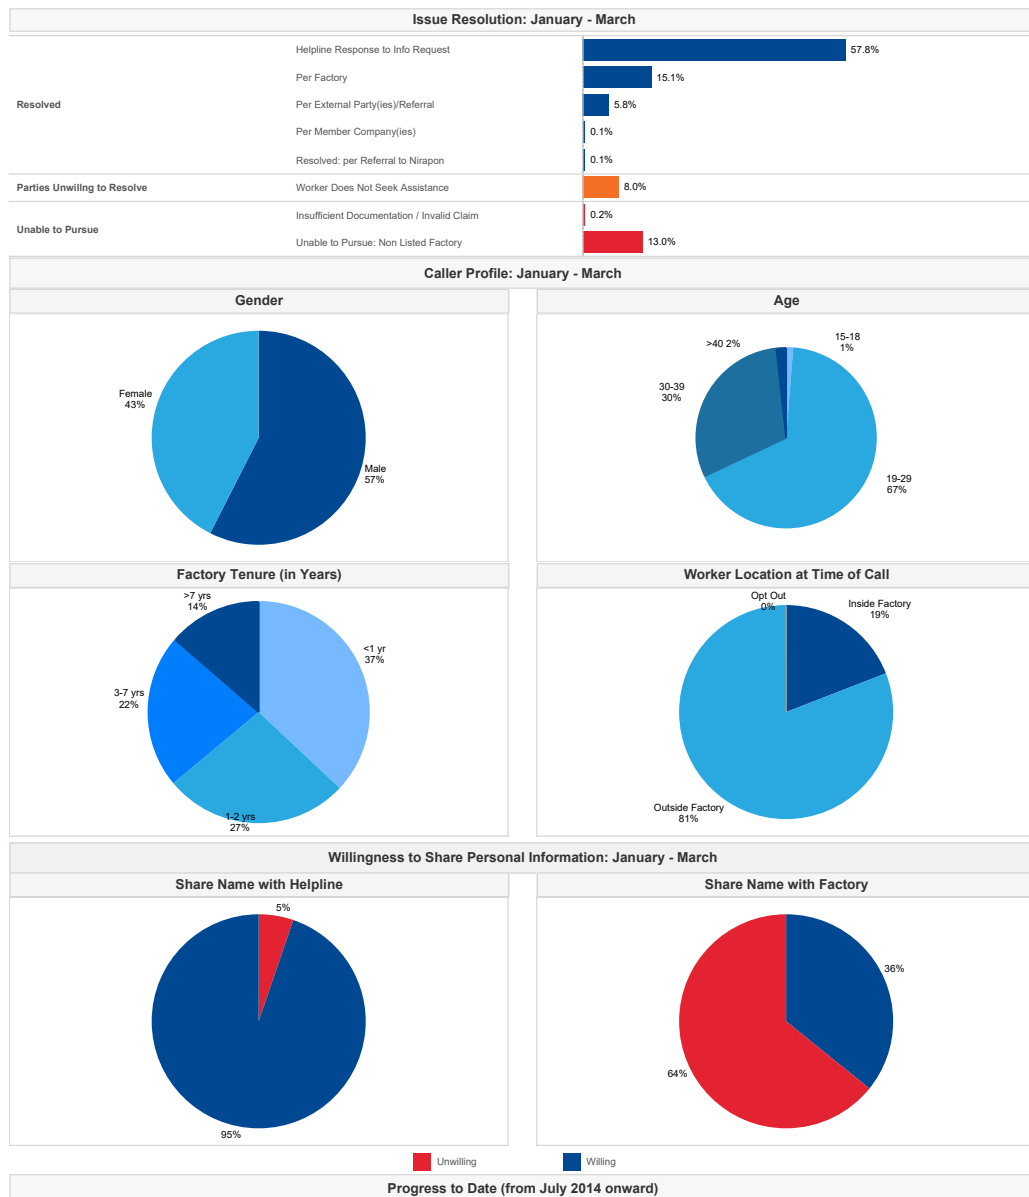 Issue Resolution: January - March
Resolved
Helpline Response to Info Request
57.8%
Per Factory
15.1%
Per External Party(ies)/Referral
5.8%
Per Member Company(ies)
0.1%
Resolved: per Referral to Nirapon
0.1%
Parties Unwillng to Resolve
Worker Does Not Seek Assistance
8.0%
Unable to Pursue
Insufficient Documentation / Invalid Claim
0.2%
Unable to Pursue: Non Listed Factory
13.0%
Caller Profile: January - March
Gender
Female
43%
Male
57%
Age
>40 2%
15-18
1%
30-39
30%
19-29
67%
Factory Tenure (in Years)
>7 yrs
14%
<1 yr
37%
3-7 yrs
22%
1-2 yrs
27%
Worker Location at Time of Call
Opt Out
0%
Inside Factory
19%
Outside Factory
81%
Willingness to Share Personal Information: January - March
Share Name with Helpline
5%
95%
Share Name with Factory
36%
64%
Unwilling
Willing
Progress to Date (from July 2014 onward)